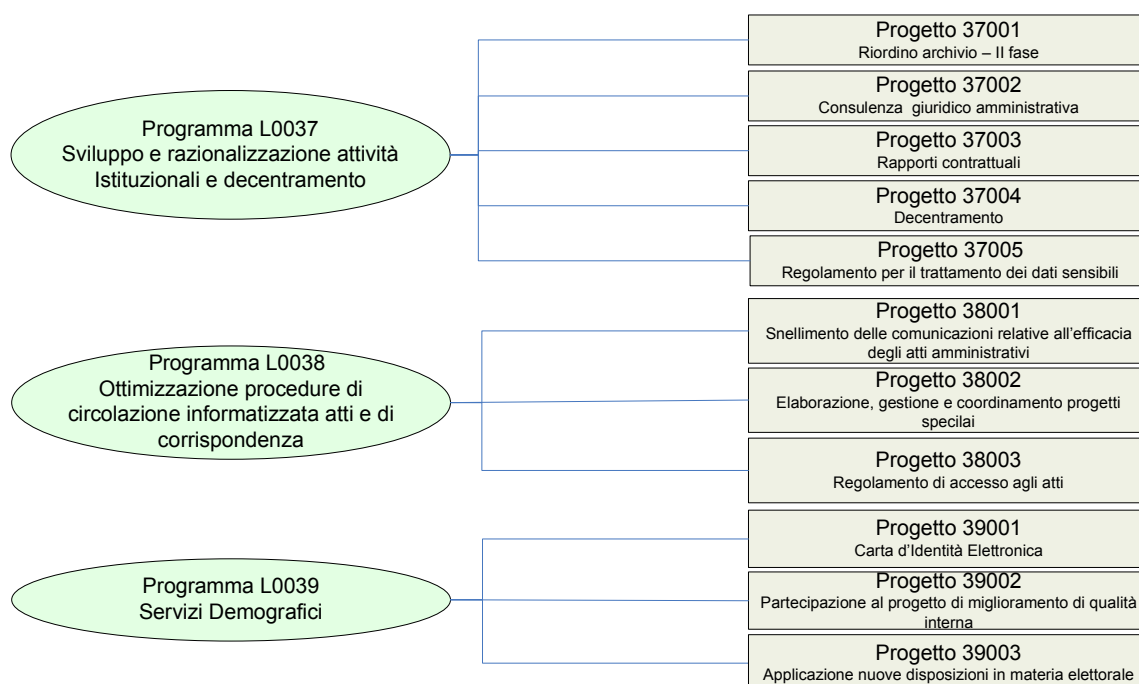 Programma L0037
Sviluppo e razionalizzazione attività
Istituzionali e decentramento
Progetto 37001
Riordino archivio – II fase
Progetto 37002
Consulenza giuridico amministrativa
Progetto 37003
Rapporti contrattuali
Progetto 37004
Decentramento
Progetto 37005
Regolamento per il trattamento dei dati sensibili
Programma L0038
Ottimizzazione procedure di
circolazione informatizzata atti e di
corrispondenza
Progetto 38001
Snellimento delle comunicazioni relative all'efficacia
degli atti amministrativi
Progetto 38002
Elaborazione, gestione e coordinamento progetti
specilai
Progetto 38003
Regolamento di accesso agli atti
Programma L0039
Servizi Demografici
Progetto 39001
Carta d'Identità Elettronica
Progetto 39002
Partecipazione al progetto di miglioramento di qualità
interna
Progetto 39003
Applicazione nuove disposizioni in materia elettorale